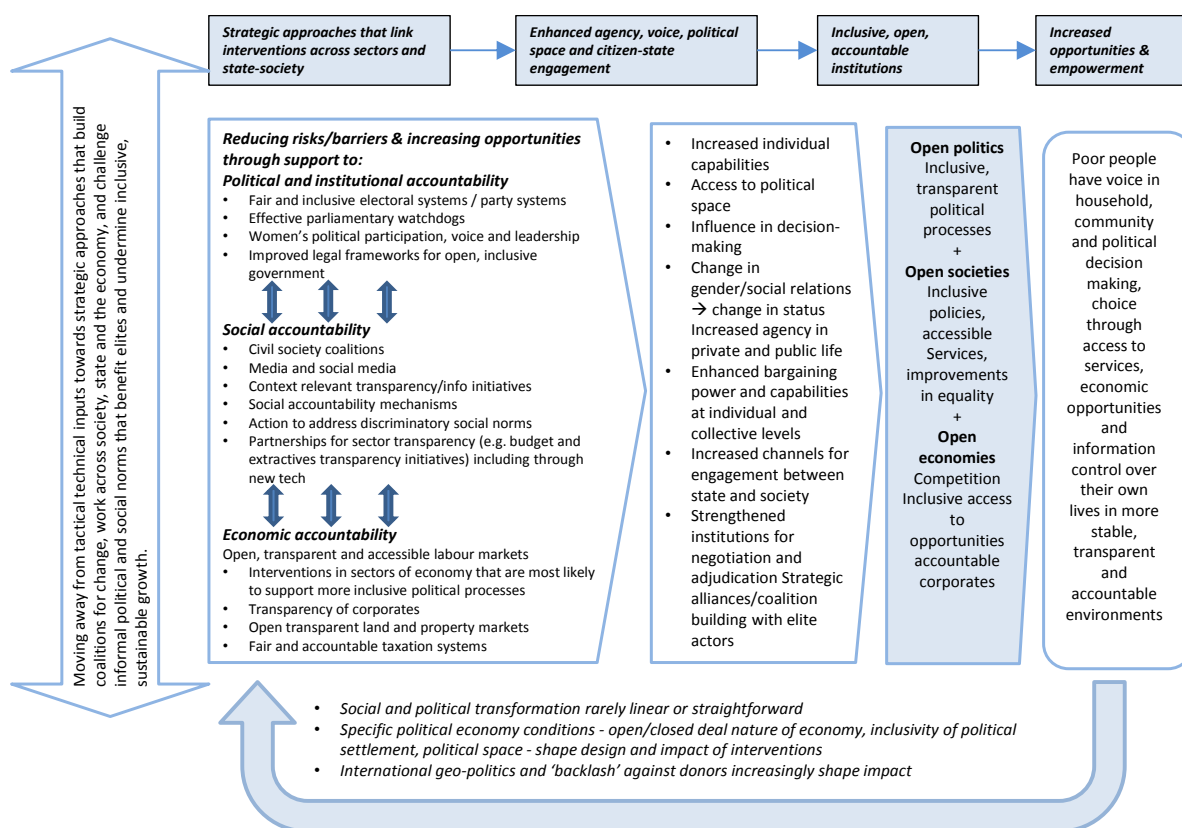 Strategic approaches that link
interventions across sectors and
state-society
Enhanced agency, voice, political
space and citizen-state
engagement
Inclusive, open,
accountable
institutions
Increased
opportunities &
empowerment
Moving away from tactical technical inputs towards strategic approaches that build
coalitions for change, work across society, state and the economy, and challenge
informal political and social norms that benefit elites and undermine inclusive,
sustainable growth.
Reducing risks/barriers & increasing opportunities
through support to:
Political and institutional accountability
• Fair and inclusive electoral systems / party systems
• Effective parliamentary watchdogs
• Women's political participation, voice and leadership
• Improved legal frameworks for open, inclusive
government
Social accountability
• Civil society coalitions
• Media and social media
• Context relevant transparency/info initiatives
• Social accountability mechanisms
• Action to address discriminatory social norms
• Partnerships for sector transparency (e.g. budget and
extractives transparency initiatives) including through
new tech
Economic accountability
Open, transparent and accessible labour markets
• Interventions in sectors of economy that are most likely
to support more inclusive political processes
• Transparency of corporates
• Open transparent land and property markets
• Fair and accountable taxation systems
• Increased individual
capabilities
• Access to political
space
• Influence in decision-
making
• Change in
gender/social relations
→ change in status
Increased agency in
private and public life
• Enhanced bargaining
power and capabilities
at individual and
collective levels
• Increased channels for
engagement between
state and society
• Strengthened
institutions for
negotiation and
adjudication Strategic
alliances/coalition
building with elite
actors
Open politics
Inclusive,
transparent
political
processes
+
Open societies
Inclusive
policies,
accessible
Services,
improvements
in equality
+
Open
economies
Competition
Inclusive access
to
opportunities
accountable
corporates
Poor people
have voice in
household,
community
and political
decision
making,
choice
through
access to
services,
economic
opportunities
and
information
control over
their own
lives in more
stable,
transparent
and
accountable
environments
• Social and political transformation rarely linear or straightforward
• Specific political economy conditions - open/closed deal nature of economy, inclusivity of political
settlement, political space - shape design and impact of interventions
• International geo-politics and 'backlash' against donors increasingly shape impact